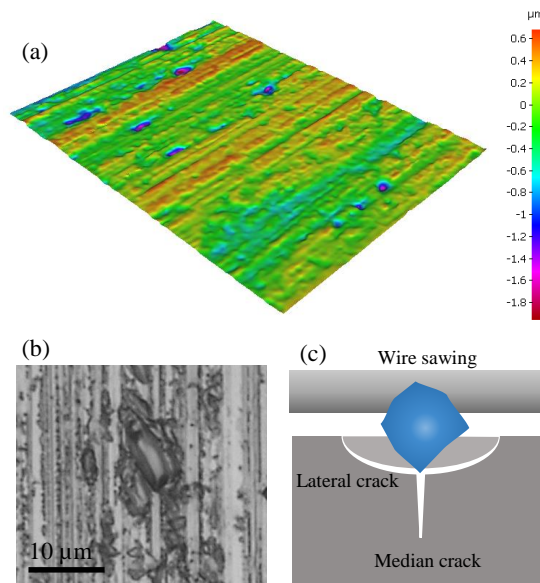 µm
(a)
0.6
0.4
0.2
0
-0.2
-0.4
-0.6
-0.8
-1
-1.2
-1.4
-1.6
-1.8
(b)
10 µm
(c)
Wire sawing
Lateral crack
Median crack